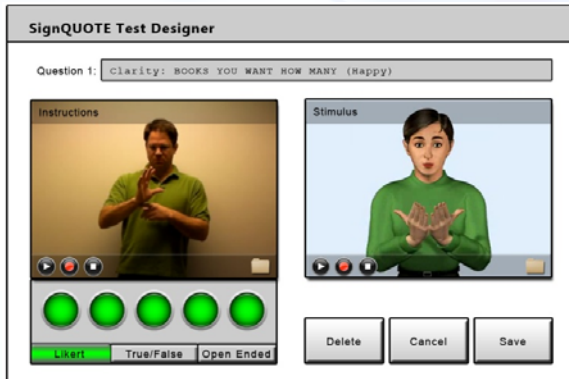 SignQUOTE Test Designer
Question 1: Clarity: BOOKS YOU WANT HOW MANY (Happy)
Instructions
Stimulus
Likert True/False Open Ended
Delete Cancel Save